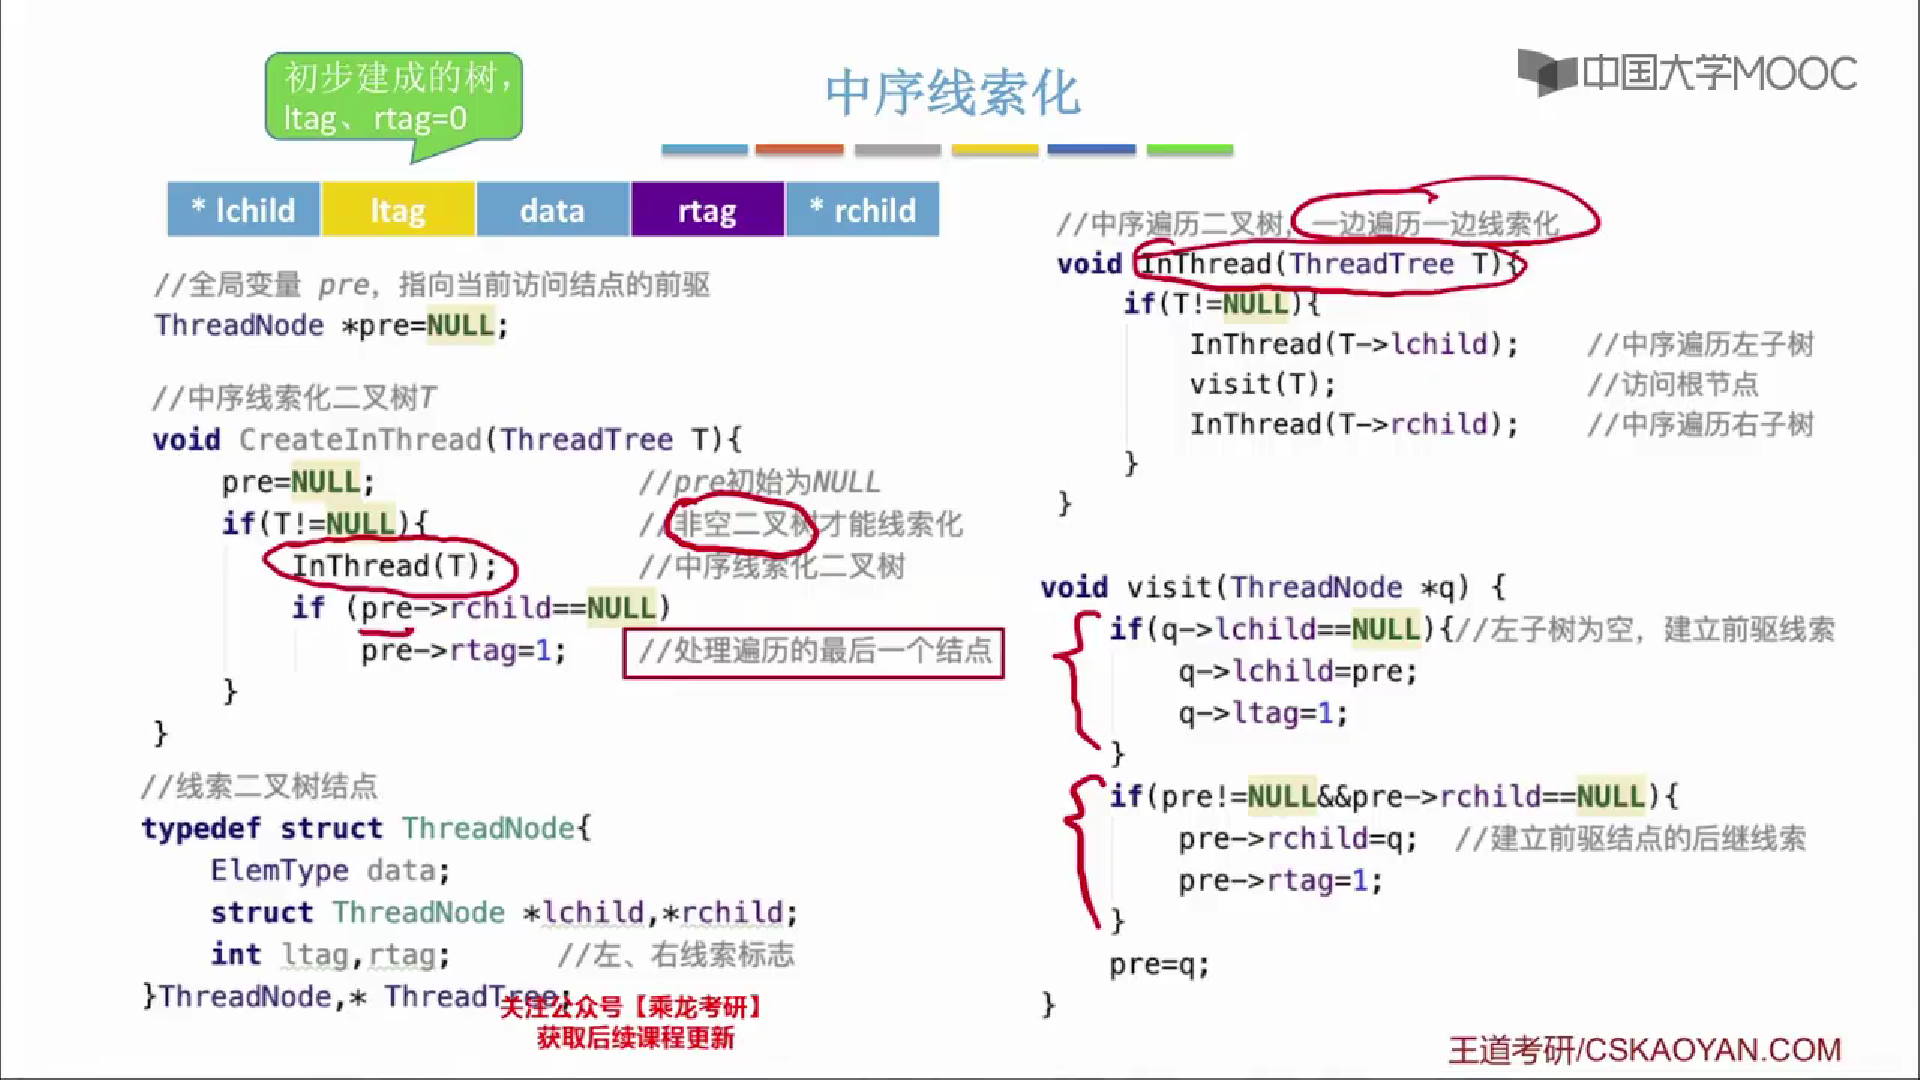 初步建成的树，
ltag、rtag=0
中序线索化
中国大学MOOC
* lchild ltag data rtag * rchild
//全局变量 pre，指向当前访问结点的前驱
ThreadNode *pre=NULL;
//中序线索化二叉树T
void CreateInThread(ThreadTree T){
pre=NULL; //pre初始为NULL
if(T!=NULL){ //非空二叉树才能线索化
InThread(T); //中序线索化二叉树
if (pre->rchild==NULL)
pre->rtag=1; //处理遍历的最后一个结点
}
}
//线索二叉树结点
typedef struct ThreadNode{
ElemType data;
struct ThreadNode *lchild,*rchild;
int ltag,rtag; //左、右线索标志
}ThreadNode,* ThreadTree;
关注公众号【乘龙考研】
获取后续课程更新
//中序遍历二叉树，一边遍历一边线索化
void InThread(ThreadTree T){
if(T!=NULL){
InThread(T->lchild); //中序遍历左子树
visit(T); //访问根节点
InThread(T->rchild); //中序遍历右子树
}
}
void visit(ThreadNode *q) {
if(q->lchild==NULL){//左子树为空，建立前驱线索
q->lchild=pre;
q->ltag=1;
}
if(pre!=NULL&&pre->rchild==NULL){
pre->rchild=q; //建立前驱结点的后继线索
pre->rtag=1;
}
pre=q;
}
王道考研/CSKAOYAN.COM